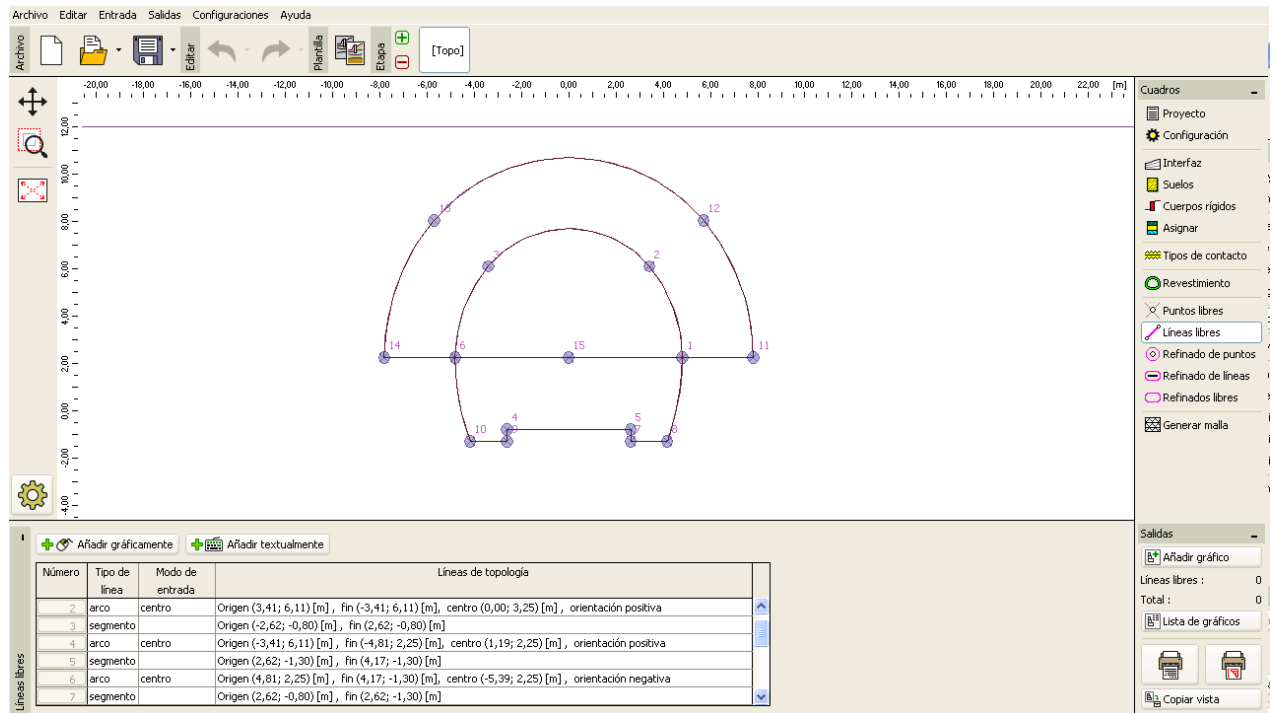 Archivo Editar Entrada Salidas Configuraciones Ayuda
Archivo
Editar
Plantilla
Etapa
[Topo]
-20,00 -18,00 -16,00 -14,00 -12,00 -10,00 -8,00 -6,00 -4,00 -2,00 0,00 2,00 4,00 6,00 8,00 10,00 12,00 14,00 16,00 18,00 20,00 22,00 [m]
12,00
10,00
8,00
6,00
4,00
2,00
0,00
-2,00
-4,00
13
12
3
2
14
6
15
1
11
4
5
10
9
7
8
Cuadros
Proyecto
Configuración
Interfaz
Suelos
Cuerpos rígidos
Asignar
Tipos de contacto
Revestimiento
Puntos libres
Líneas libres
Refinado de puntos
Refinado de líneas
Refinados libres
Generar malla
Líneas libres
Añadir gráficamente Añadir textualmente
Número Tipo de línea Modo de entrada Líneas de topología
2 arco centro Origen (3,41; 6,11) [m] , fin (-3,41; 6,11) [m], centro (0,00; 3,25) [m] , orientación positiva
3 segmento Origen (-2,62; -0,80) [m] , fin (2,62; -0,80) [m]
4 arco centro Origen (-3,41; 6,11) [m] , fin (-4,81; 2,25) [m], centro (1,19; 2,25) [m] , orientación positiva
5 segmento Origen (2,62; -1,30) [m] , fin (4,17; -1,30) [m]
6 arco centro Origen (4,81; 2,25) [m] , fin (4,17; -1,30) [m], centro (-5,39; 2,25) [m] , orientación negativa
7 segmento Origen (2,62; -0,80) [m] , fin (2,62; -1,30) [m]
Salidas
Añadir gráfico
Líneas libres : 0
Total : 0
Lista de gráficos
Copiar vista